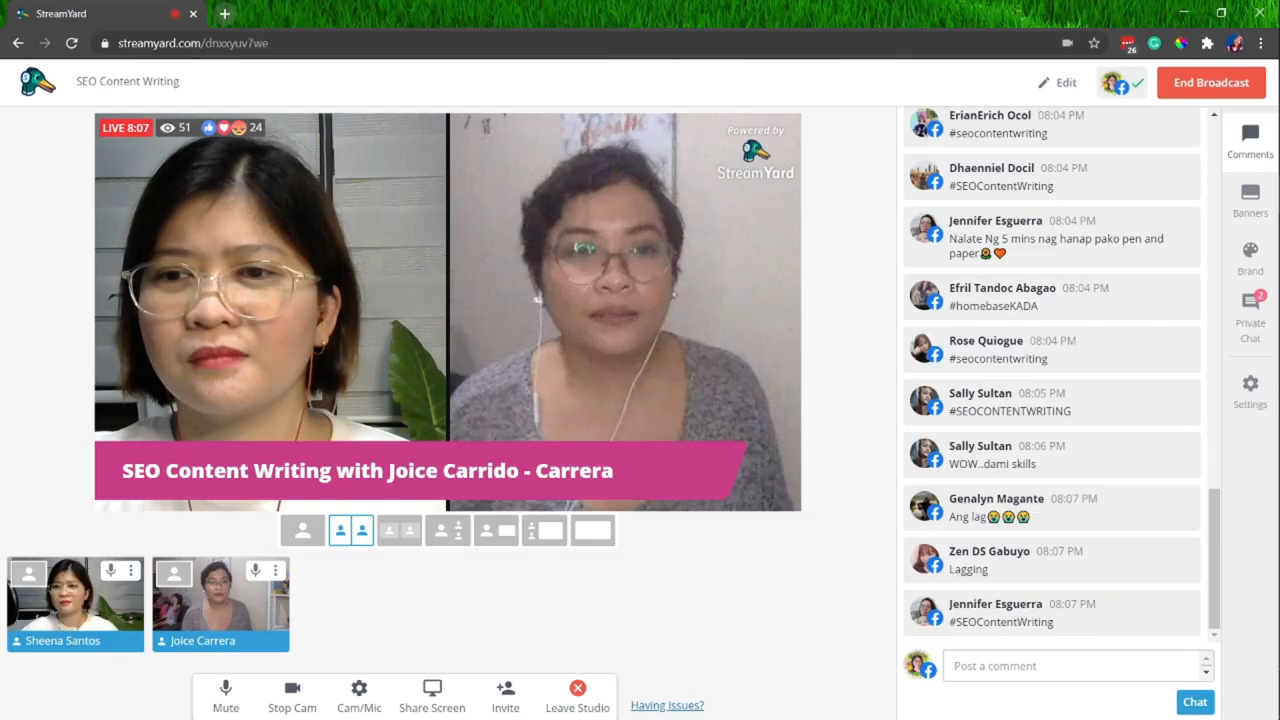 StreamYard
streamyard.com/dnxxyuv7we
26
SEO Content Writing
Edit
End Broadcast
LIVE 8:07
51
24
Powered by
StreamYard
SEO Content Writing with Joice Carrido - Carrera
Sheena Santos
Joice Carrera
Mute
Stop Cam
Cam/Mic
Share Screen
Invite
Leave Studio
Having issues?
ErianErich Ocol 08:04 PM
#seocontentwriting
Dhaenniel Docil 08:04 PM
#SEOContentWriting
Jennifer Esguerra 08:04 PM
Nalate Ng 5 mins nag hanap pako pen and
paper🌻🧡
Efril Tandoc Abagao 08:04 PM
#homebaseKADA
Rose Quiogue 08:04 PM
#seocontentwriting
Sally Sultan 08:05 PM
#SEOCONTENTWRITING
Sally Sultan 08:06 PM
WOW..dami skills
Genalyn Magante 08:07 PM
Ang lag😭😭😭
Zen DS Gabuyo 08:07 PM
Lagging
Jennifer Esguerra 08:07 PM
#SEOContentWriting
Post a comment
Chat
Comments
Banners
Brand
2
Private
Chat
Settings